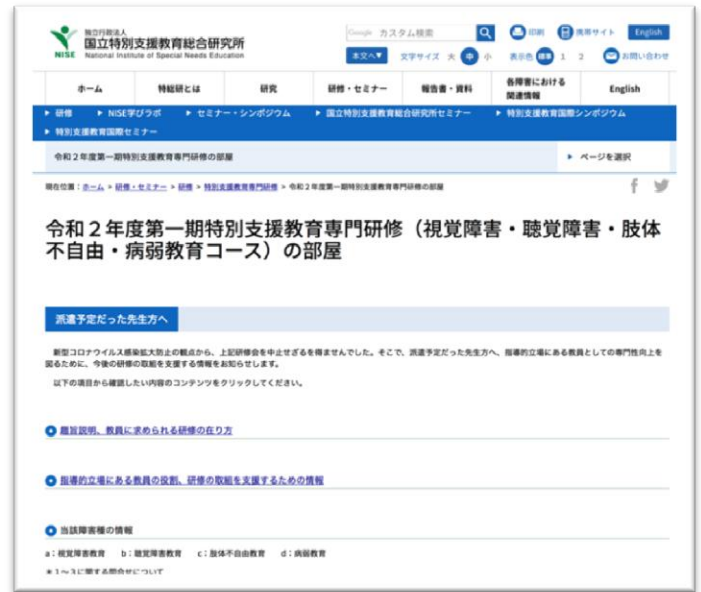 独立行政法人
国立特別支援教育総合研究所
NISE National Institute of Special Needs Education
Google カスタム検索
印刷
携帯サイト
English
本文へ▼
文字サイズ 大 中 小
表示色 標準 1 2
お問い合わせ
ホーム
特総研とは
研究
研修・セミナー
報告書・資料
各障害における
関連情報
English
▶ 研修 ▶ NISE学びラボ ▶ セミナー・シンポジウム ▶ 国立特別支援教育総合研究所セミナー ▶ 特別支援教育国際シンポジウム
▶ 特別支援教育国際セミナー
令和2年度第一期特別支援教育専門研修の部屋
▶ ページを選択
現在位置：ホーム > 研修・セミナー > 研修 > 特別支援教育専門研修 > 令和2年度第一期特別支援教育専門研修の部屋
令和２年度第一期特別支援教育専門研修（視覚障害・聴覚障害・肢体
不自由・病弱教育コース）の部屋
派遣予定だった先生方へ
新型コロナウイルス感染拡大防止の観点から、上記研修会を中止せざるを得ませんでした。そこで、派遣予定だった先生方へ、指導的立場にある教員としての専門性向上を
図るために、今後の研修の取組を支援する情報をお知らせします。
以下の項目から確認したい内容のコンテンツをクリックしてください。
趣旨説明、教員に求められる研修の在り方
指導的立場にある教員の役割、研修の取組を支援するための情報
当該障害種の情報
a：視覚障害教育 b：聴覚障害教育 c：肢体不自由教育 d：病弱教育
＊１～３に関する問合せについて